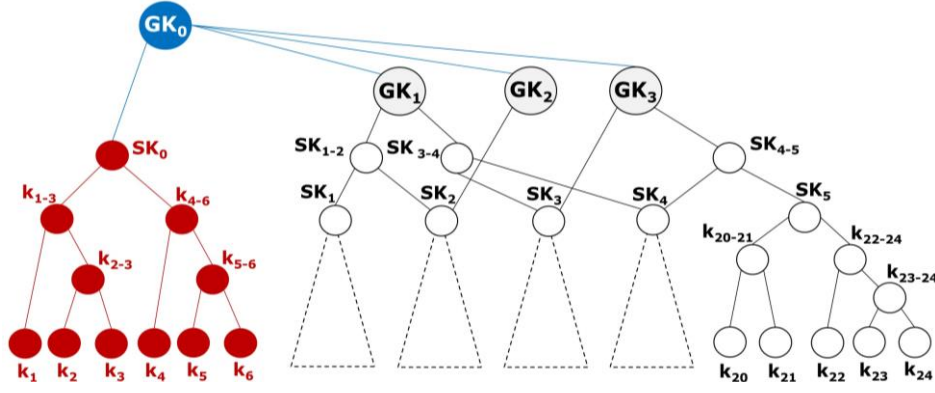 GK₀
GK₁ GK₂ GK₃
SK₀ SK₁₋₂ SK ₃₋₄ SK₄₋₅
k₁₋₃ k₄₋₆ SK₁ SK₂ SK₃ SK₄ SK₅
k₂₋₃ k₅₋₆ k₂₀₋₂₁ k₂₂₋₂₄
k₂₃₋₂₄
k₁ k₂ k₃ k₄ k₅ k₆ k₂₀ k₂₁ k₂₂ k₂₃ k₂₄